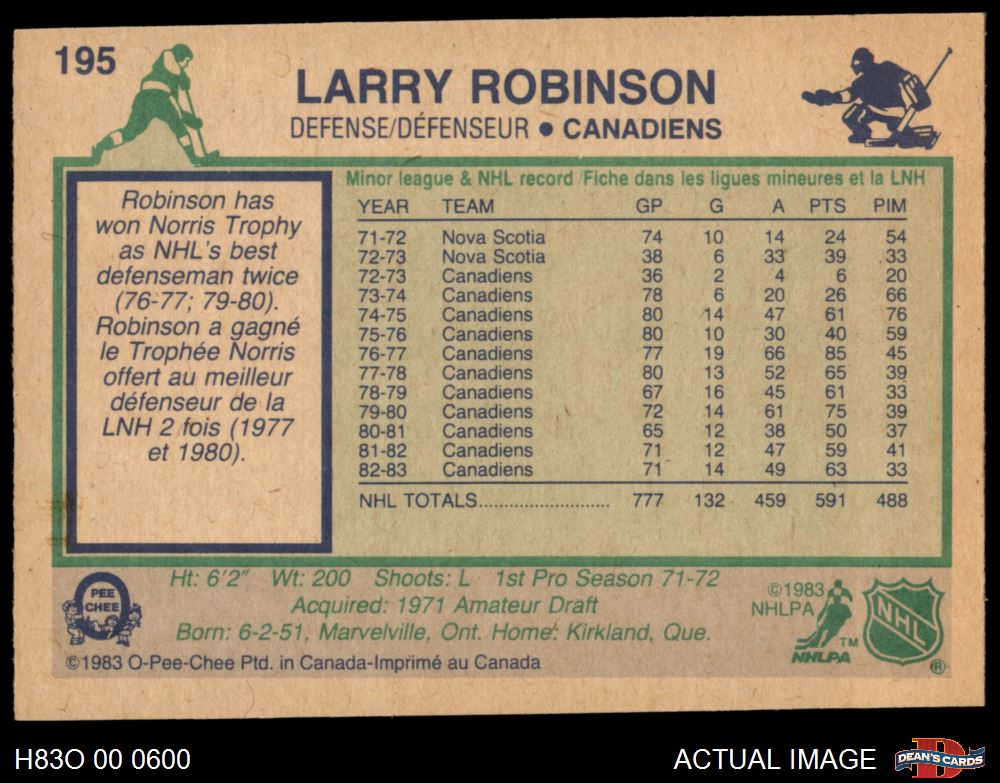 195
LARRY ROBINSON
DEFENSE/DÉFENSEUR • CANADIENS
Robinson has
won Norris Trophy
as NHL's best
defenseman twice
(76-77; 79-80).
Robinson a gagné
le Trophée Norris
offert au meilleur
défenseur de la
LNH 2 fois (1977
et 1980).
Minor league & NHL record /Fiche dans les ligues mineures et la LNH
YEAR TEAM GP G A PTS PIM
71-72 Nova Scotia 74 10 14 24 54
72-73 Nova Scotia 38 6 33 39 33
72-73 Canadiens 36 2 4 6 20
73-74 Canadiens 78 6 20 26 66
74-75 Canadiens 80 14 47 61 76
75-76 Canadiens 80 10 30 40 59
76-77 Canadiens 77 19 66 85 45
77-78 Canadiens 80 13 52 65 39
78-79 Canadiens 67 16 45 61 33
79-80 Canadiens 72 14 61 75 39
80-81 Canadiens 65 12 38 50 37
81-82 Canadiens 71 12 47 59 41
82-83 Canadiens 71 14 49 63 33
NHL TOTALS.......................... 777 132 459 591 488
Ht: 6'2" Wt: 200 Shoots: L 1st Pro Season 71-72
Acquired: 1971 Amateur Draft
Born: 6-2-51, Marvelville, Ont. Home: Kirkland, Que.
©1983 O-Pee-Chee Ptd. in Canada-Imprimé au Canada
PEE
CHEE
©1983
NHLPA
TM
NHLPA
NHL
®
H83O 00 0600
ACTUAL IMAGE
D
DEAN'S CARDS